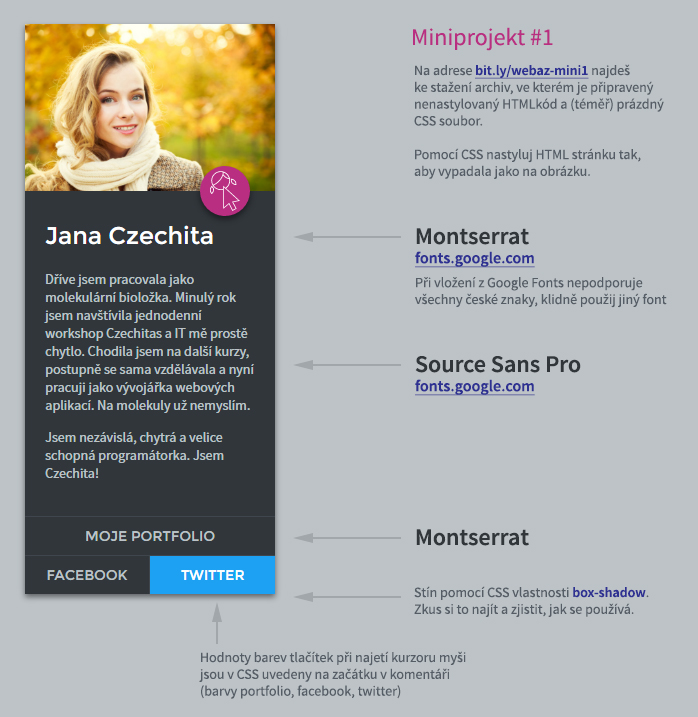 Miniprojekt #1
Na adrese bit.ly/webaz-mini1 najdeš
ke stažení archiv, ve kterém je připravený
nenastylovaný HTMLkód a (téměř) prázdný
CSS soubor.
Pomocí CSS nastyluj HTML stránku tak,
aby vypadala jako na obrázku.
Jana Czechita
Dříve jsem pracovala jako
molekulární bioložka. Minulý rok
jsem navštívila jednodenní
workshop Czechitas a IT mě prostě
chytlo. Chodila jsem na další kurzy,
postupně se sama vzdělávala a nyní
pracuji jako vývojářka webových
aplikací. Na molekuly už nemyslím.
Jsem nezávislá, chytrá a velice
schopná programátorka. Jsem
Czechita!
MOJE PORTFOLIO
FACEBOOK
TWITTER
Montserrat
fonts.google.com
Při vložení z Google Fonts nepodporuje
všechny české znaky, klidně použij jiný font
Source Sans Pro
fonts.google.com
Montserrat
Stín pomocí CSS vlastnosti box-shadow.
Zkus si to najít a zjistit, jak se používá.
Hodnoty barev tlačítek při najetí kurzoru myši
jsou v CSS uvedeny na začátku v komentáři
(barvy portfolio, facebook, twitter)